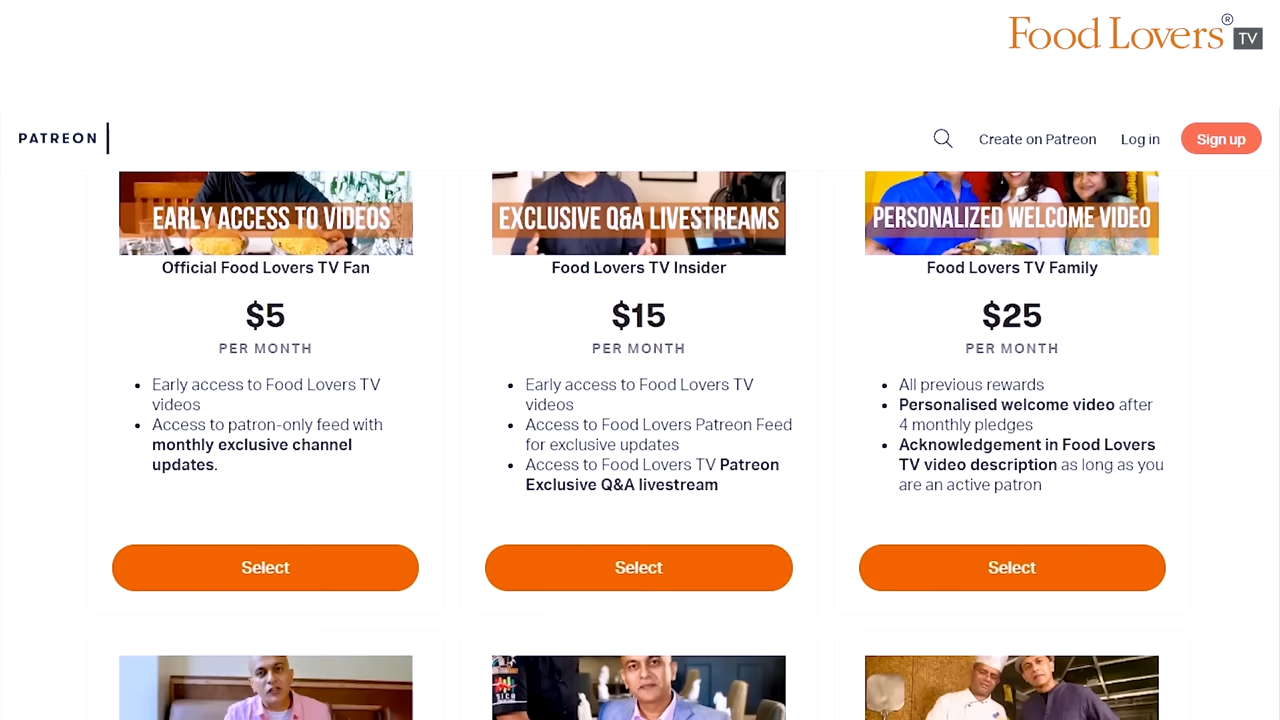 Food Lovers® TV
PATREON
Create on Patreon
Log in
Sign up
EARLY ACCESS TO VIDEOS
Official Food Lovers TV Fan
$5
PER MONTH
• Early access to Food Lovers TV
videos
• Access to patron-only feed with
monthly exclusive channel
updates.
Select
EXCLUSIVE Q&A LIVESTREAMS
Food Lovers TV Insider
$15
PER MONTH
• Early access to Food Lovers TV
videos
• Access to Food Lovers Patreon Feed
for exclusive updates
• Access to Food Lovers TV Patreon
Exclusive Q&A livestream
Select
PERSONALIZED WELCOME VIDEO
Food Lovers TV Family
$25
PER MONTH
• All previous rewards
• Personalised welcome video after
4 monthly pledges
• Acknowledgement in Food Lovers
TV video description as long as you
are an active patron
Select